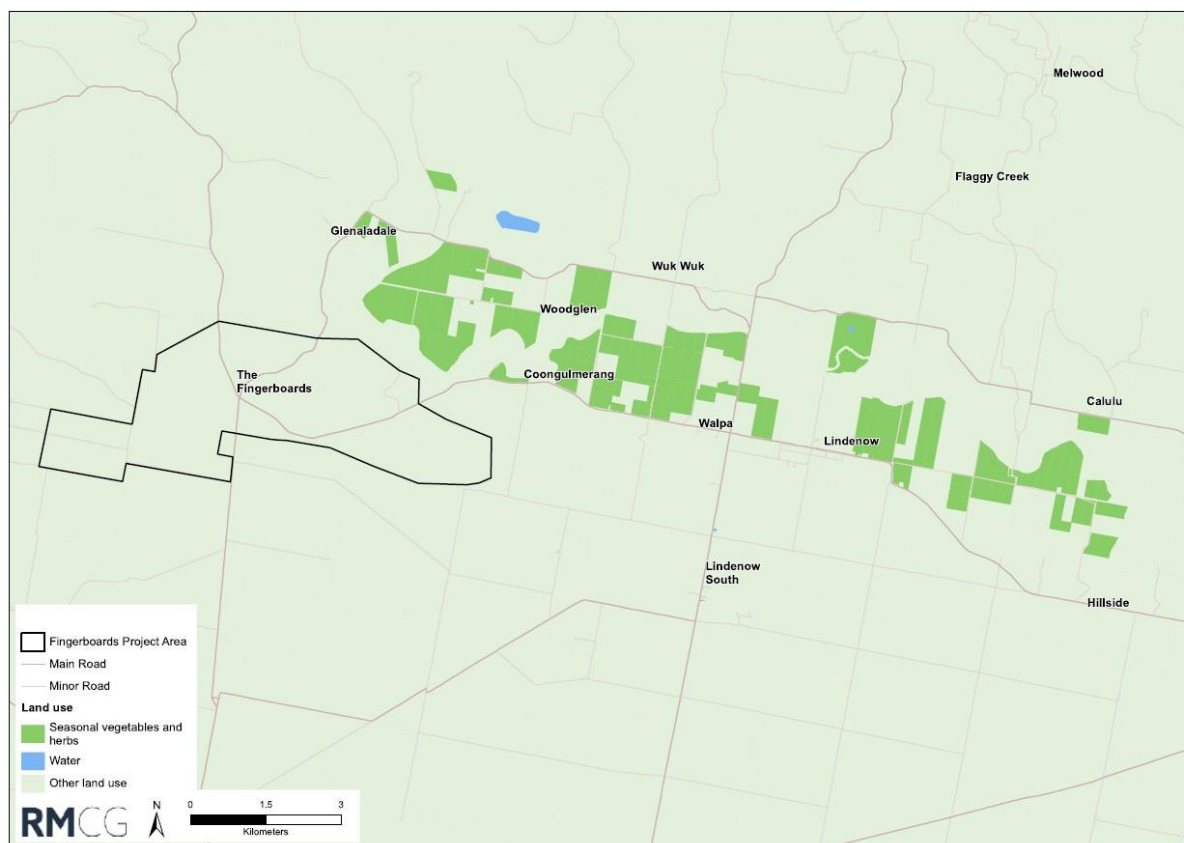 Melwood
Flaggy Creek
Glenaladale
Wuk Wuk
Woodglen
The
Fingerboards
Coongulmerang
Calulu
Walpa
Lindenow
Lindenow
South
Hillside
Fingerboards Project Area
Main Road
Minor Road
Land use
Seasonal vegetables and
herbs
Water
Other land use
RMCG
N
0 1.5 3
Kilometers